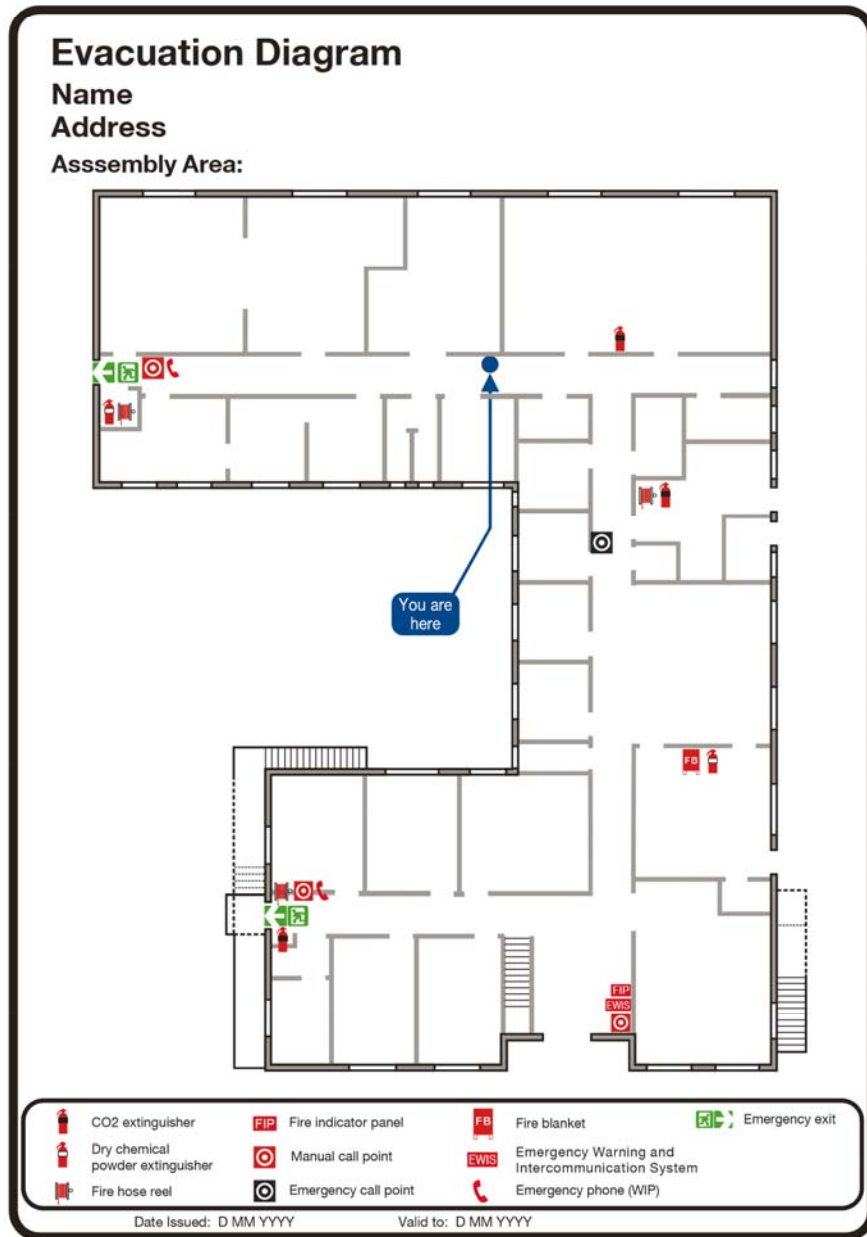 Evacuation Diagram
Name
Address
Asssembly Area:
You are
here
FB
FIP
EWIS
CO2 extinguisher
FIP Fire indicator panel
FB Fire blanket
Emergency exit
Dry chemical
powder extinguisher
Manual call point
EWIS Emergency Warning and
Intercommunication System
Fire hose reel
Emergency call point
Emergency phone (WIP)
Date Issued: D MM YYYY
Valid to: D MM YYYY